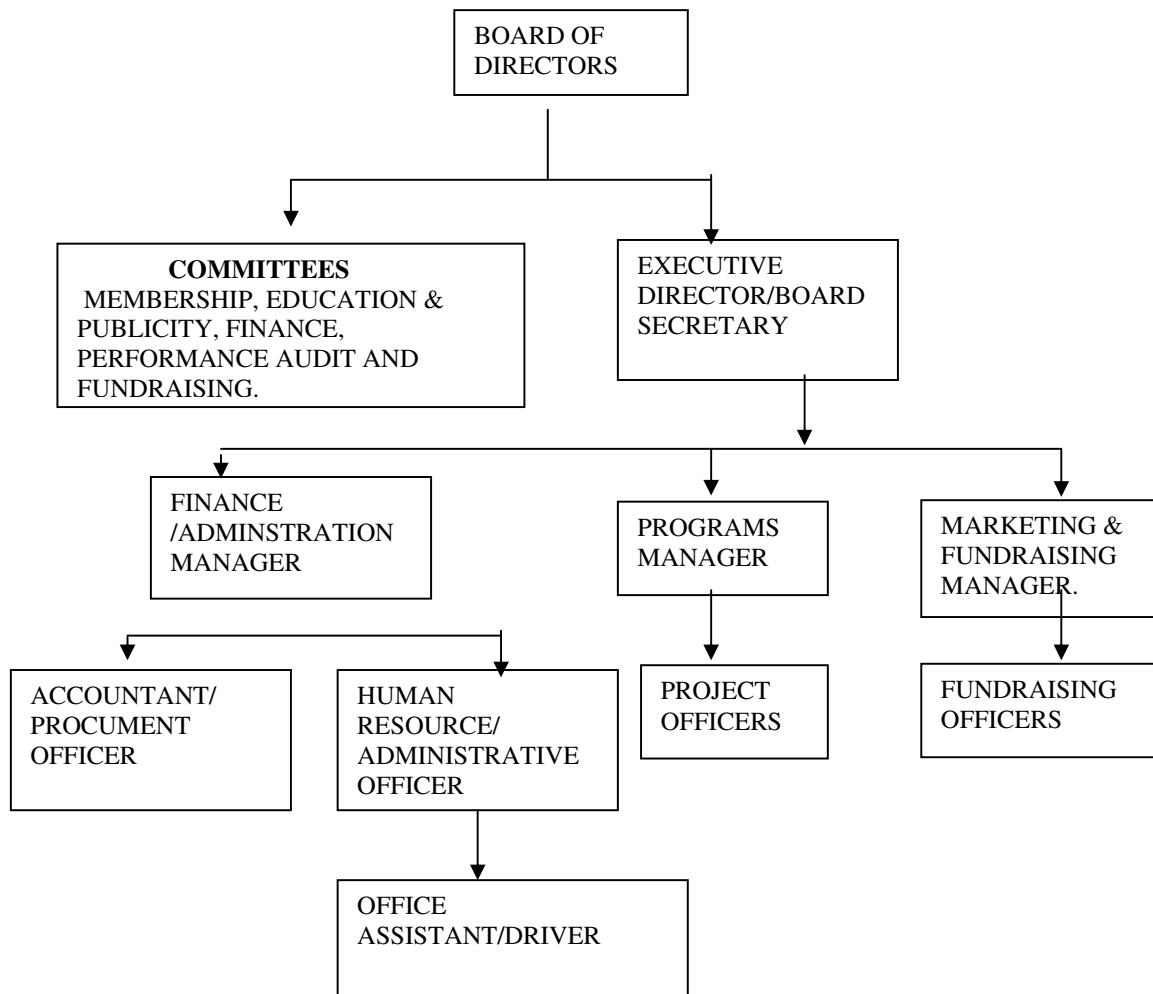 BOARD OF
DIRECTORS
COMMITTEES
MEMBERSHIP, EDUCATION &
PUBLICITY, FINANCE,
PERFORMANCE AUDIT AND
FUNDRAISING.
EXECUTIVE
DIRECTOR/BOARD
SECRETARY
FINANCE
/ADMINSTRATION
MANAGER
PROGRAMS
MANAGER
MARKETING &
FUNDRAISING
MANAGER.
ACCOUNTANT/
PROCUMENT
OFFICER
HUMAN
RESOURCE/
ADMINISTRATIVE
OFFICER
PROJECT
OFFICERS
FUNDRAISING
OFFICERS
OFFICE
ASSISTANT/DRIVER